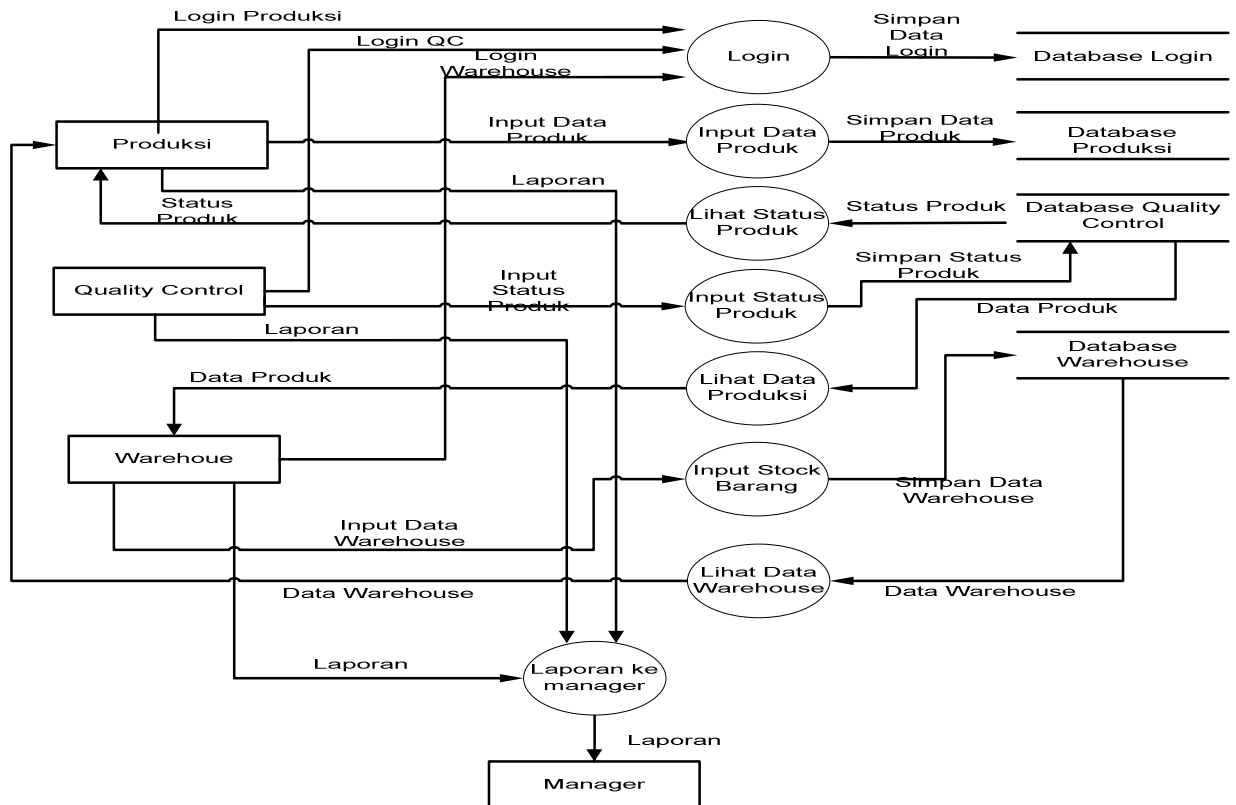 Login Produksi
Login QC
Login
Warehouse
Login
Simpan
Data
Login
Database Login
Produksi
Input Data
Produk
Input Data
Produk
Simpan Data
Produk
Database
Produksi
Laporan
Status
Produk
Lihat Status
Produk
Status Produk
Database Quality
Control
Quality Control
Input
Status
Produk
Input Status
Produk
Simpan Status
Produk
Data Produk
Laporan
Database
Warehouse
Data Produk
Lihat Data
Produksi
Warehoue
Input Stock
Barang
Simpan Data
Warehouse
Input Data
Warehouse
Lihat Data
Warehouse
Data Warehouse
Data Warehouse
Laporan
Laporan ke
manager
Laporan
Manager